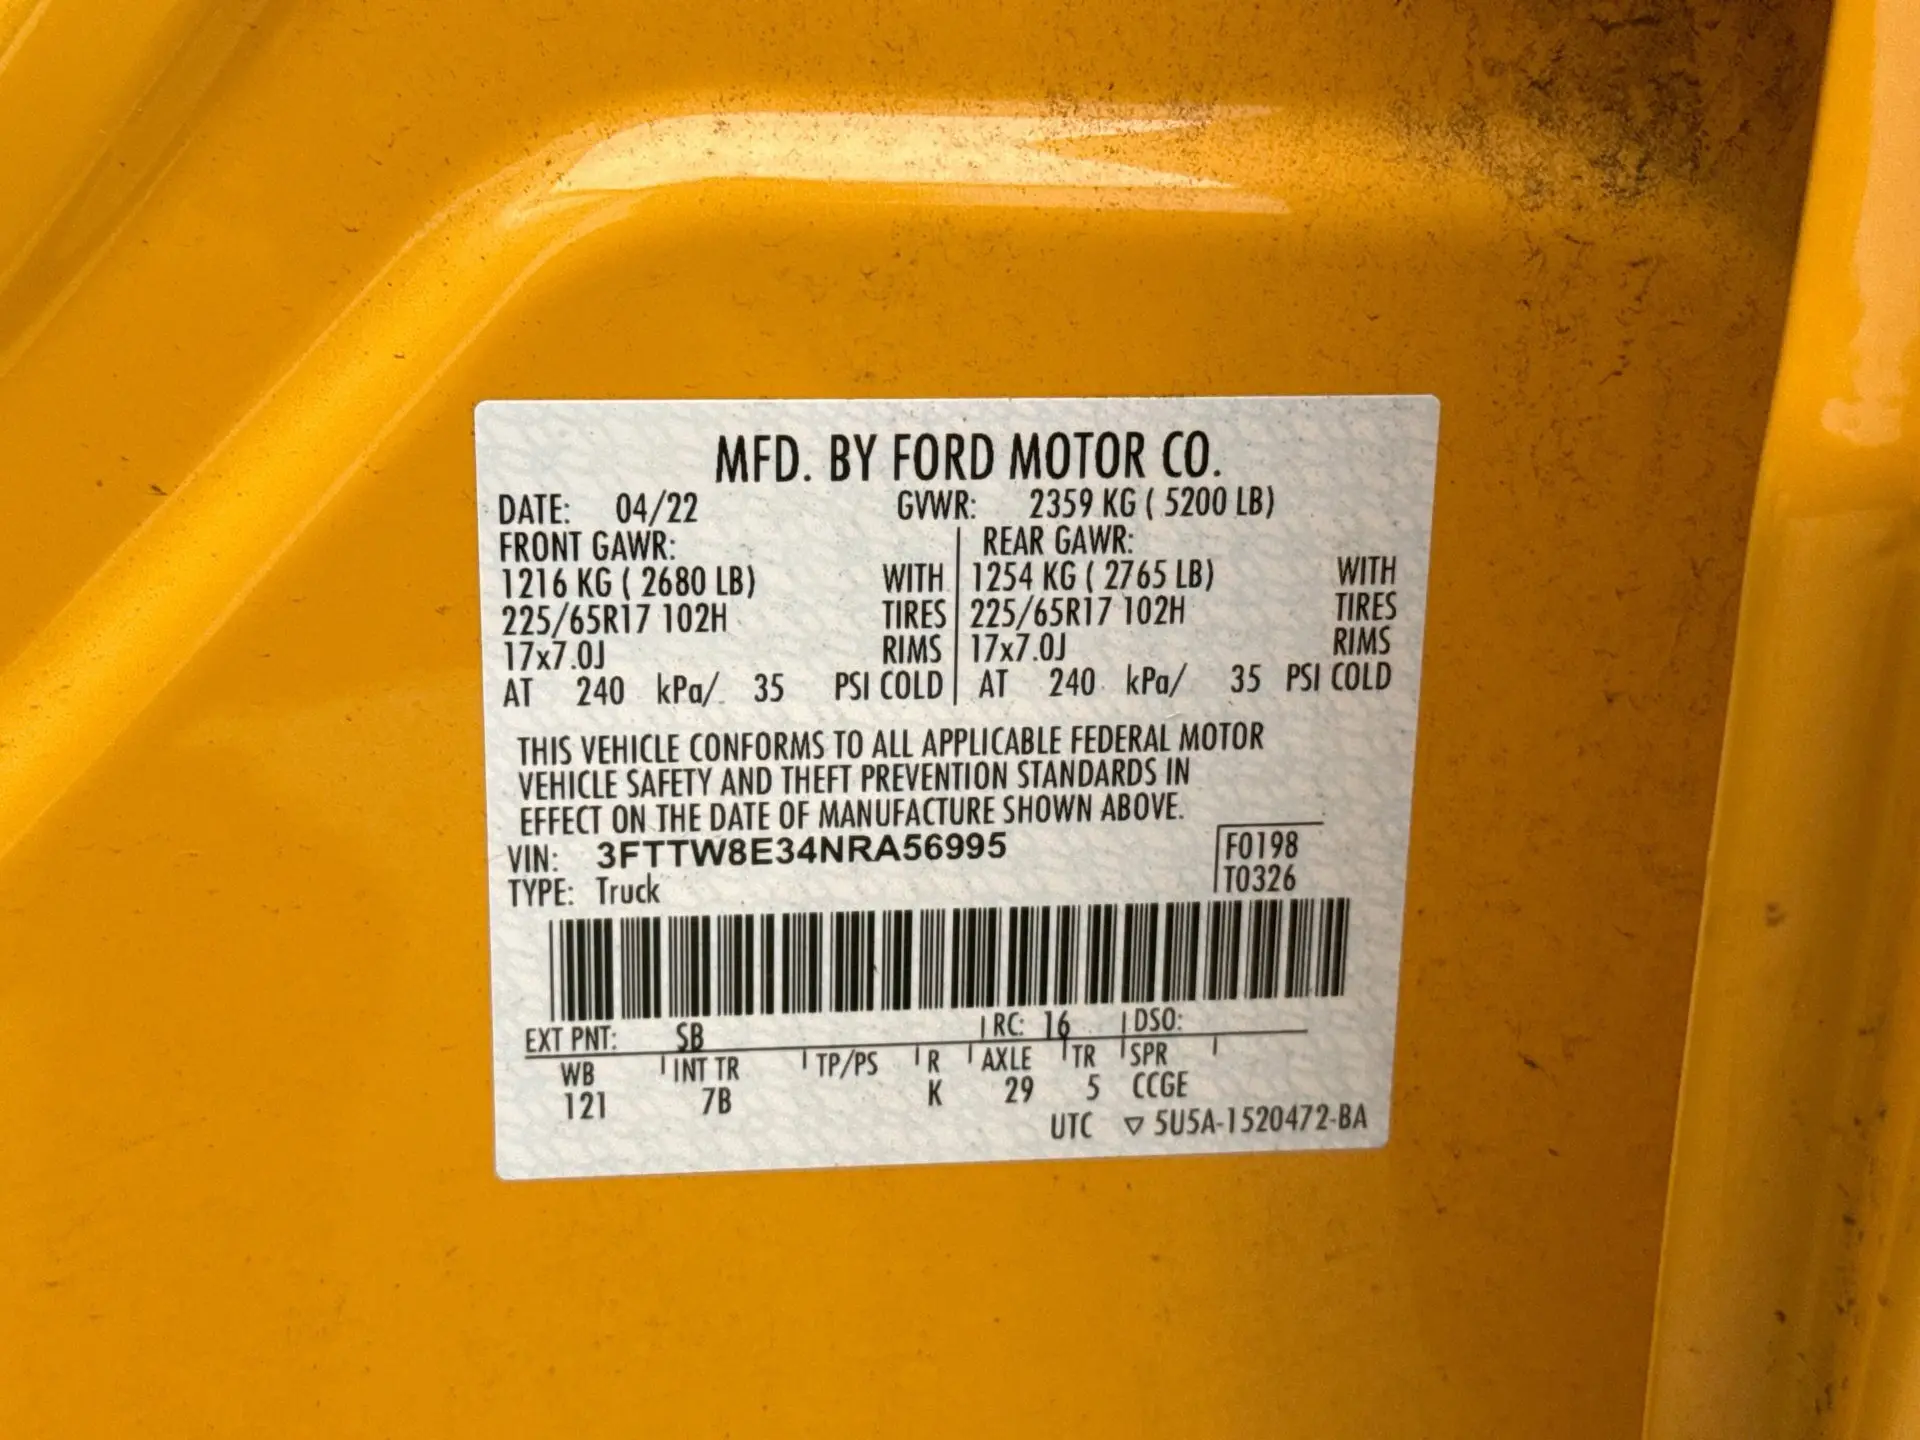 MFD. BY FORD MOTOR CO.
DATE: 04/22 GVWR: 2359 KG ( 5200 LB)
FRONT GAWR: REAR GAWR:
1216 KG ( 2680 LB) WITH 1254 KG ( 2765 LB) WITH
225/65R17 102H TIRES 225/65R17 102H TIRES
17x7.0J RIMS 17x7.0J RIMS
AT 240 kPa/ 35 PSI COLD AT 240 kPa/ 35 PSI COLD
THIS VEHICLE CONFORMS TO ALL APPLICABLE FEDERAL MOTOR
VEHICLE SAFETY AND THEFT PREVENTION STANDARDS IN
EFFECT ON THE DATE OF MANUFACTURE SHOWN ABOVE.
VIN: 3FTTW8E34NRA56995 F0198
TYPE: Truck T0326
EXT PNT: SB RC: 16 DSO:
WB INT TR TP/PS R AXLE TR SPR
121 7B K 29 5 CCGE
UTC ▽ 5U5A-1520472-BA